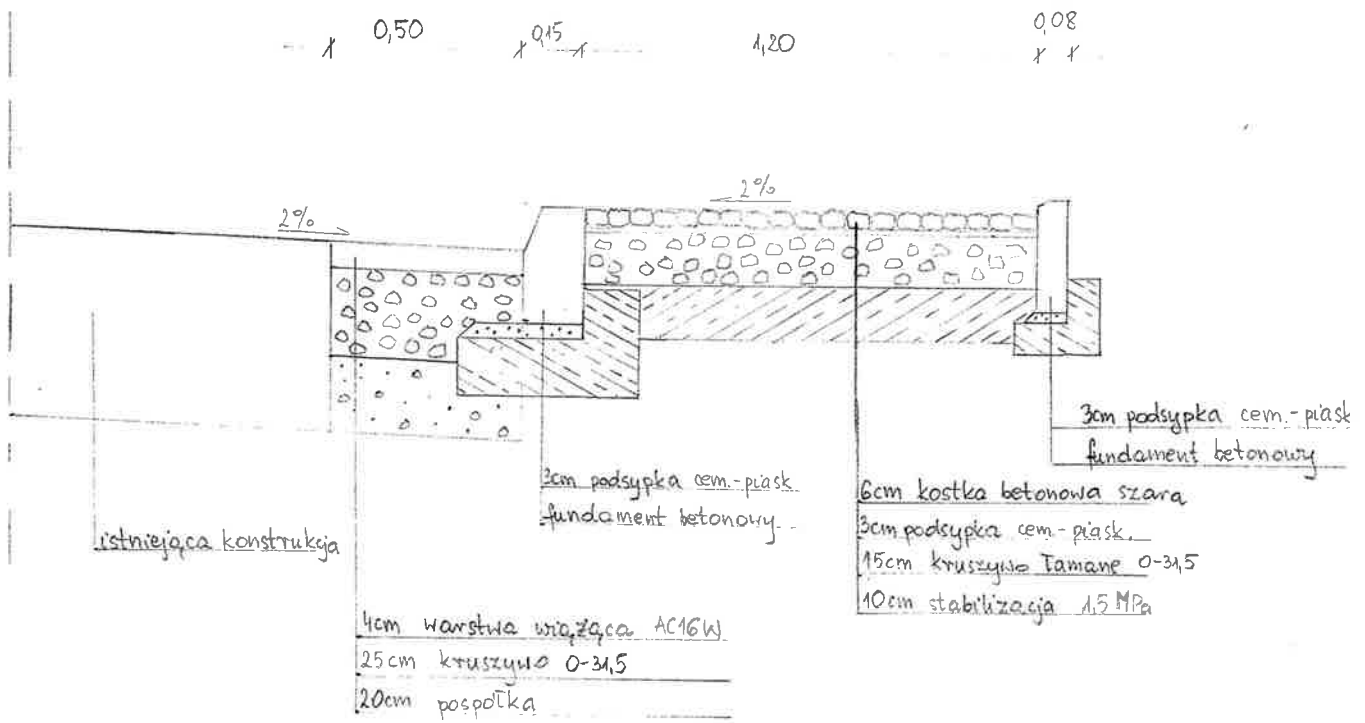 0,50
0,15
1,20
0,08
2%
2%
3cm podsypka cem.-piask
fundament betonowy
3cm podsypka cem.-piask
fundament betonowy
6cm kostka betonowa szara
3cm podsypka cem-piask.
15cm kruszywo łamane 0-31,5
10cm stabilizacja 1,5 MPa
istniejąca konstrukcja
4cm warstwa wiążąca AC16W
25cm kruszywo 0-31,5
20cm pospółka